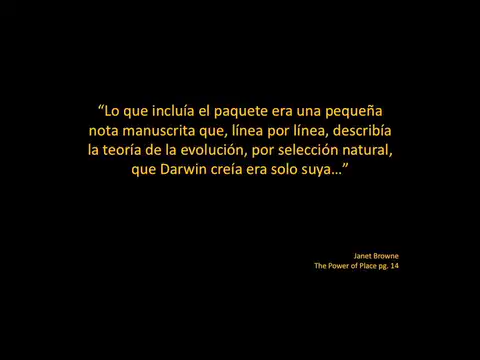 “Lo que incluía el paquete era una pequeña
nota manuscrita que, línea por línea, describía
la teoría de la evolución, por selección natural,
que Darwin creía era solo suya…”
Janet Browne
The Power of Place pg. 14